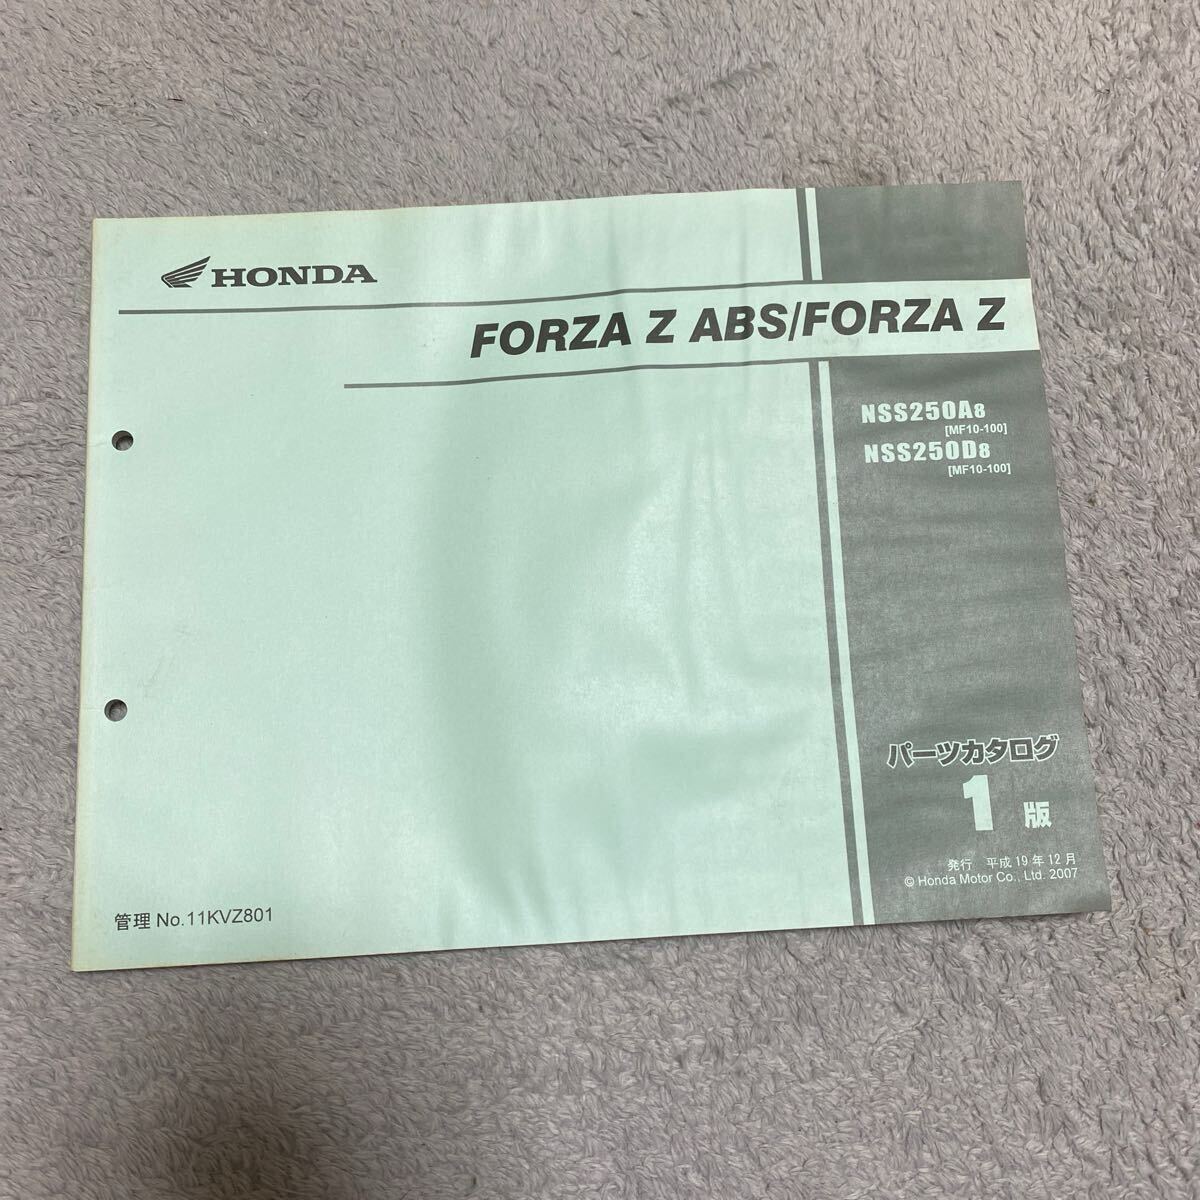 HONDA
FORZA Z ABS/FORZA Z
NSS250A8
[MF10-100]
NSS250D8
[MF10-100]
パーツカタログ
1 版
発行 平成 19 年 12 月
© Honda Motor Co., Ltd. 2007
管理 No.11KVZ801